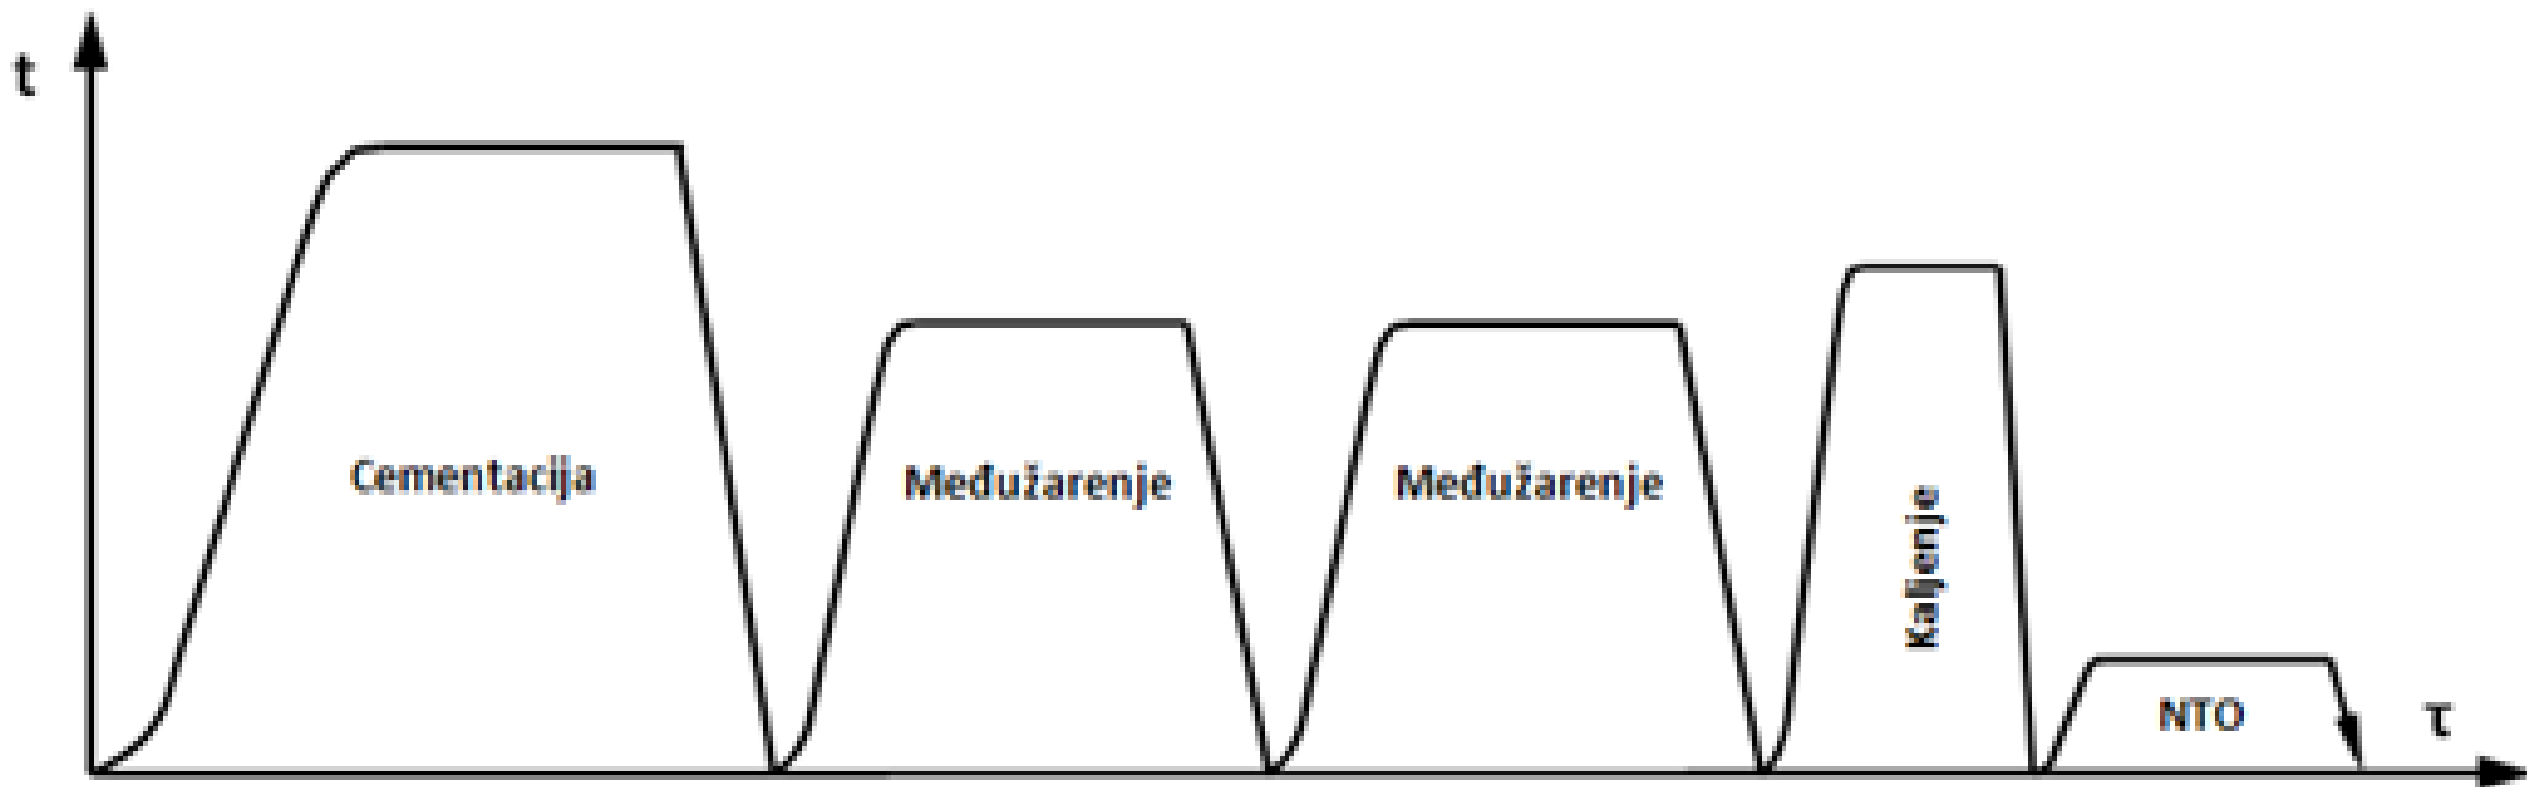 t
Cementacija
Međužarenje
Međužarenje
Kaljenje
NTO
τ